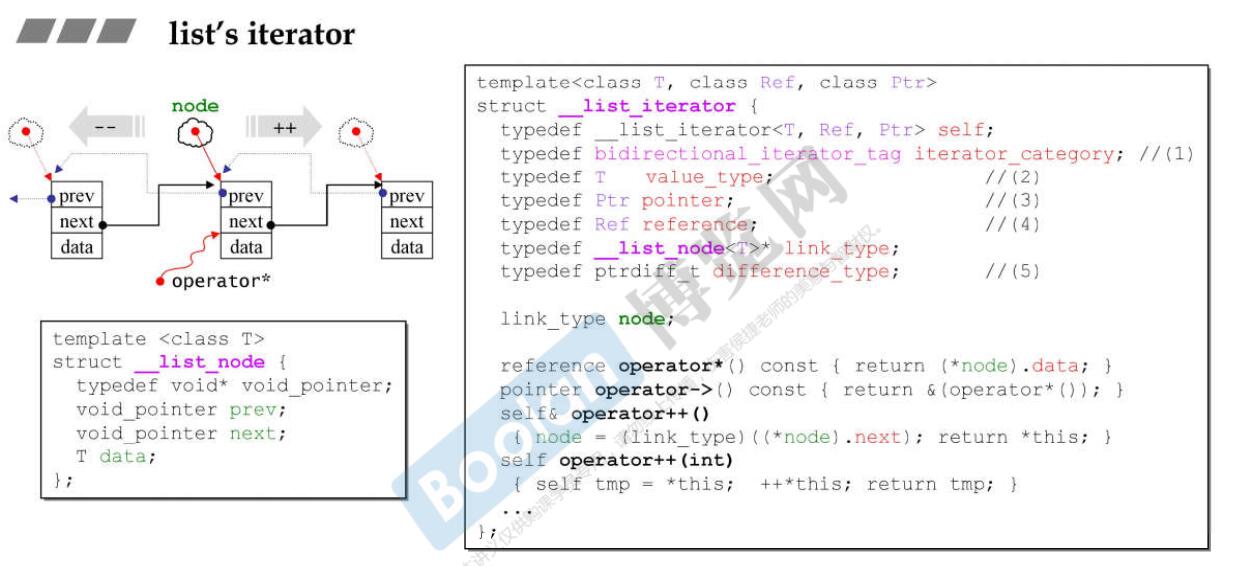 list's iterator
node
--
++
prev
next
data
prev
next
data
prev
next
data
operator*
template <class T>
struct __list_node {
typedef void* void_pointer;
void_pointer prev;
void_pointer next;
T data;
};
template<class T, class Ref, class Ptr>
struct __list_iterator {
typedef __list_iterator<T, Ref, Ptr> self;
typedef bidirectional_iterator_tag iterator_category; //(1)
typedef T value_type; //(2)
typedef Ptr pointer; //(3)
typedef Ref reference; //(4)
typedef __list_node<T>* link_type;
typedef ptrdiff_t difference_type; //(5)
link_type node;
reference operator*() const { return (*node).data; }
pointer operator->() const { return &(operator*()); }
self& operator++()
{ node = (link_type)((*node).next); return *this; }
self operator++(int)
{ self tmp = *this; ++*this; return tmp; }
...
};
Boolan
博览网